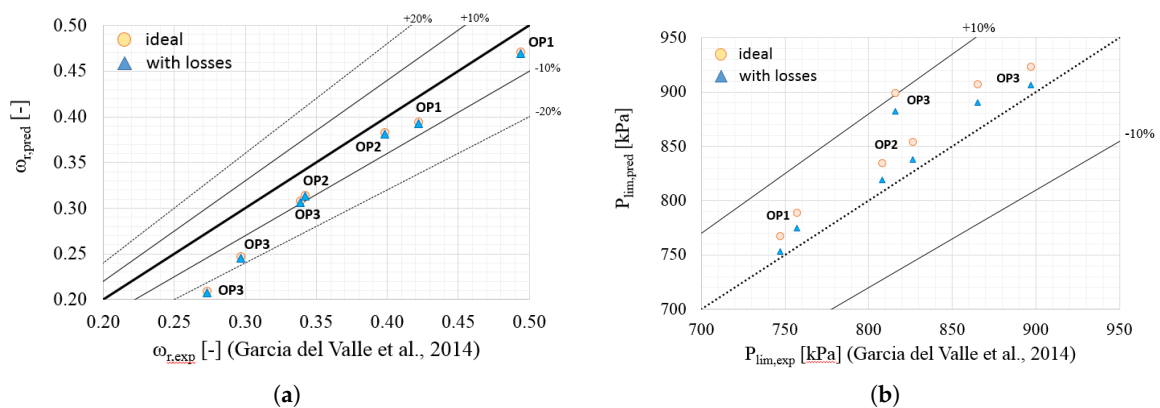 0.50
0.45
0.40
0.35
0.30
0.25
0.20
ω_r,pred [-]
ideal
with losses
+20%
+10%
OP1
-10%
OP1
-20%
OP2
OP2
OP3
OP3
OP3
0.20 0.25 0.30 0.35 0.40 0.45 0.50
ω_r,exp [-] (Garcia del Valle et al., 2014)
(a)
950
900
850
800
750
700
P_lim,pred [kPa]
ideal
with losses
+10%
OP3
OP3
OP2
-10%
OP1
700 750 800 850 900 950
P_lim,exp [kPa] (Garcia del Valle et al., 2014)
(b)